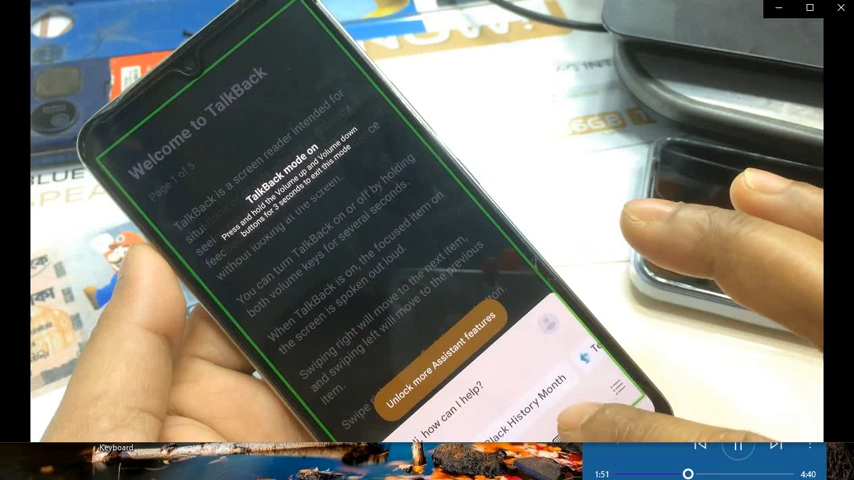 Welcome to TalkBack
Page 1 of 5
TalkBack is a screen reader intended for
TalkBack mode on
Press and hold the Volume up and Volume down
buttons for 3 seconds to exit this mode
without looking at the screen.
You can turn TalkBack on or off by holding
both volume keys for several seconds.
When TalkBack is on, the focused item on
the screen is spoken out loud.
Swiping right will move to the next item,
and swiping left will move to the previous
item.
Unlock more Assistant features
how can I help?
Black History Month
BLUE
Keyboard
1:51
4:40